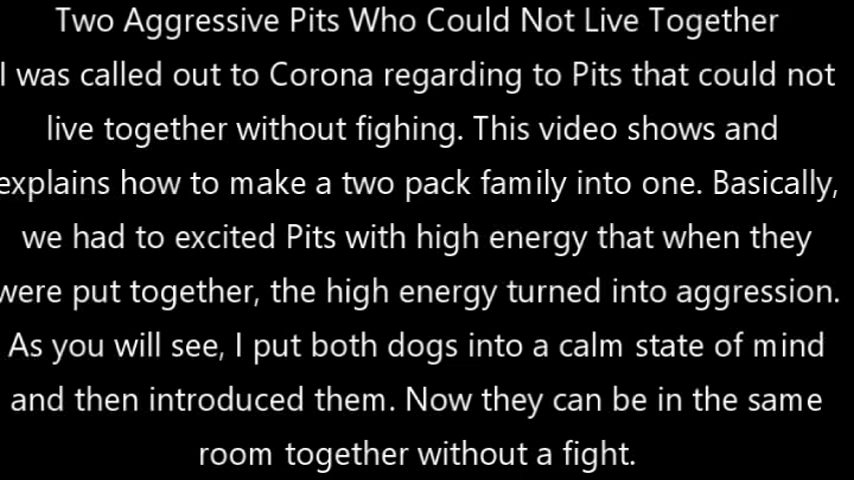 Two Aggressive Pits Who Could Not Live Together
I was called out to Corona regarding to Pits that could not
live together without fighing. This video shows and
explains how to make a two pack family into one. Basically,
we had to excited Pits with high energy that when they
were put together, the high energy turned into aggression.
As you will see, I put both dogs into a calm state of mind
and then introduced them. Now they can be in the same
room together without a fight.